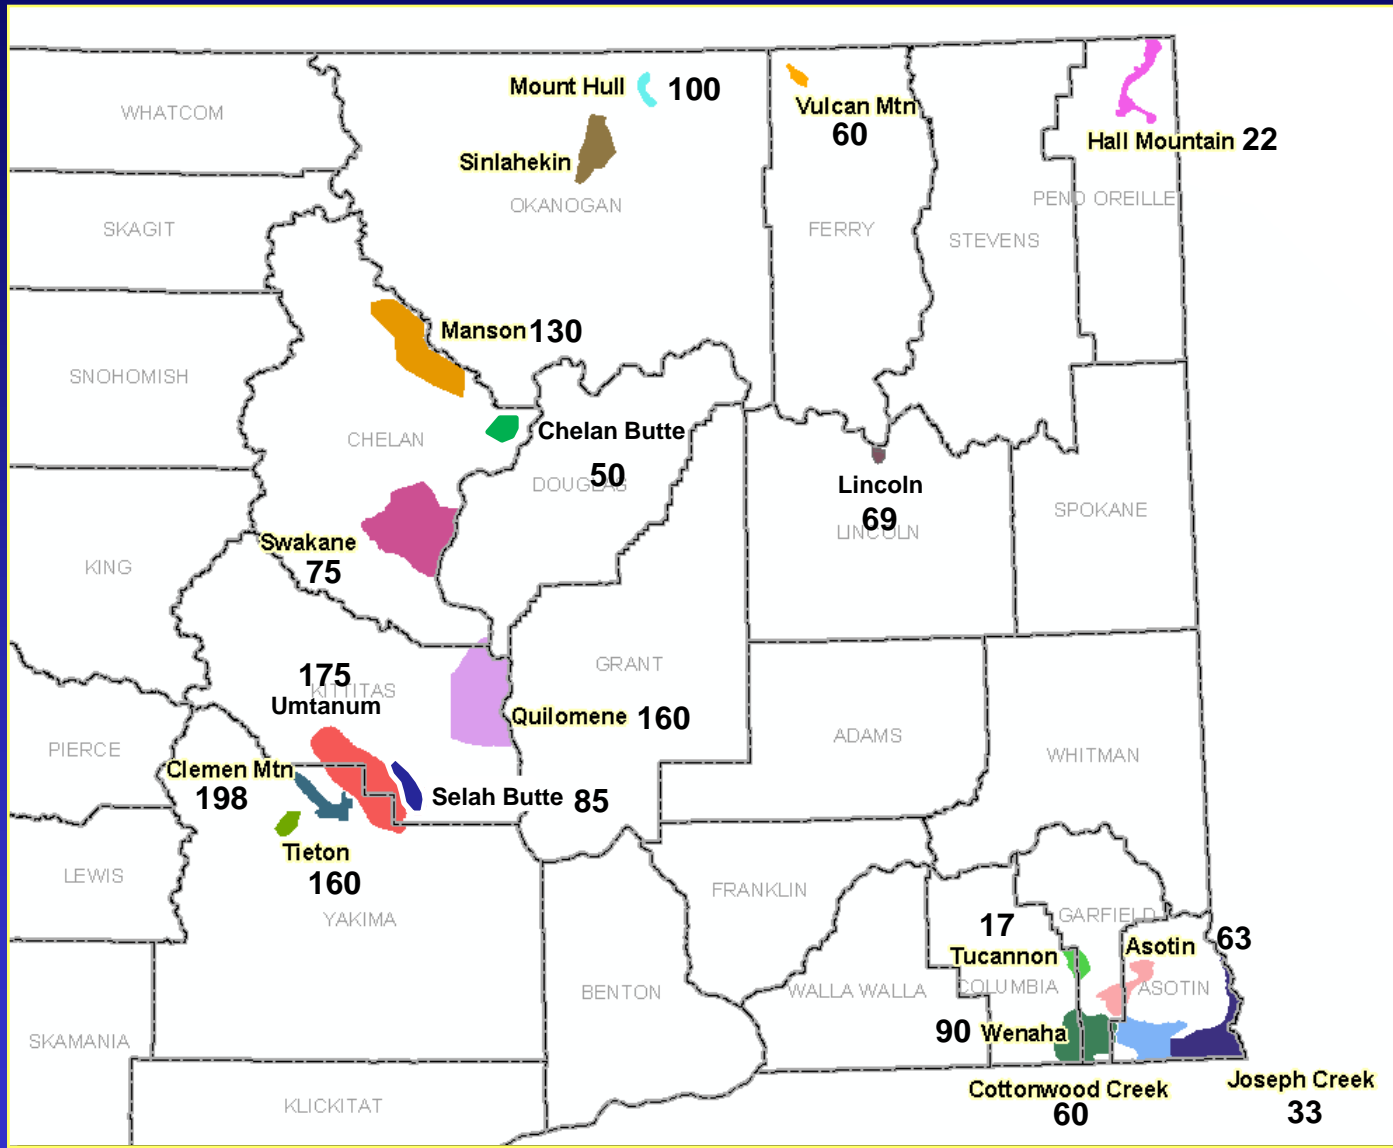 Mount Hull 100
Vulcan Mtn
60
Hall Mountain 22
WHATCOM
Sinlahekin
OKANOGAN
PEND OREILLE
SKAGIT
FERRY
STEVENS
Manson 130
SNOHOMISH
CHELAN
Chelan Butte
50
DOUGLAS
Lincoln
69
LINCOLN
SPOKANE
Swakane
75
KING
175
KITTITAS
Umtanum
GRANT
Quilomene 160
PIERCE
ADAMS
WHITMAN
Clemen Mtn
198
Selah Butte 85
Tieton
160
LEWIS
YAKIMA
FRANKLIN
17
Tucannon
GARFIELD
Asotin 63
COLUMBIA
ASOTIN
BENTON
WALLA WALLA
90 Wenaha
SKAMANIA
Cottonwood Creek
60
Joseph Creek
33
KLICKITAT